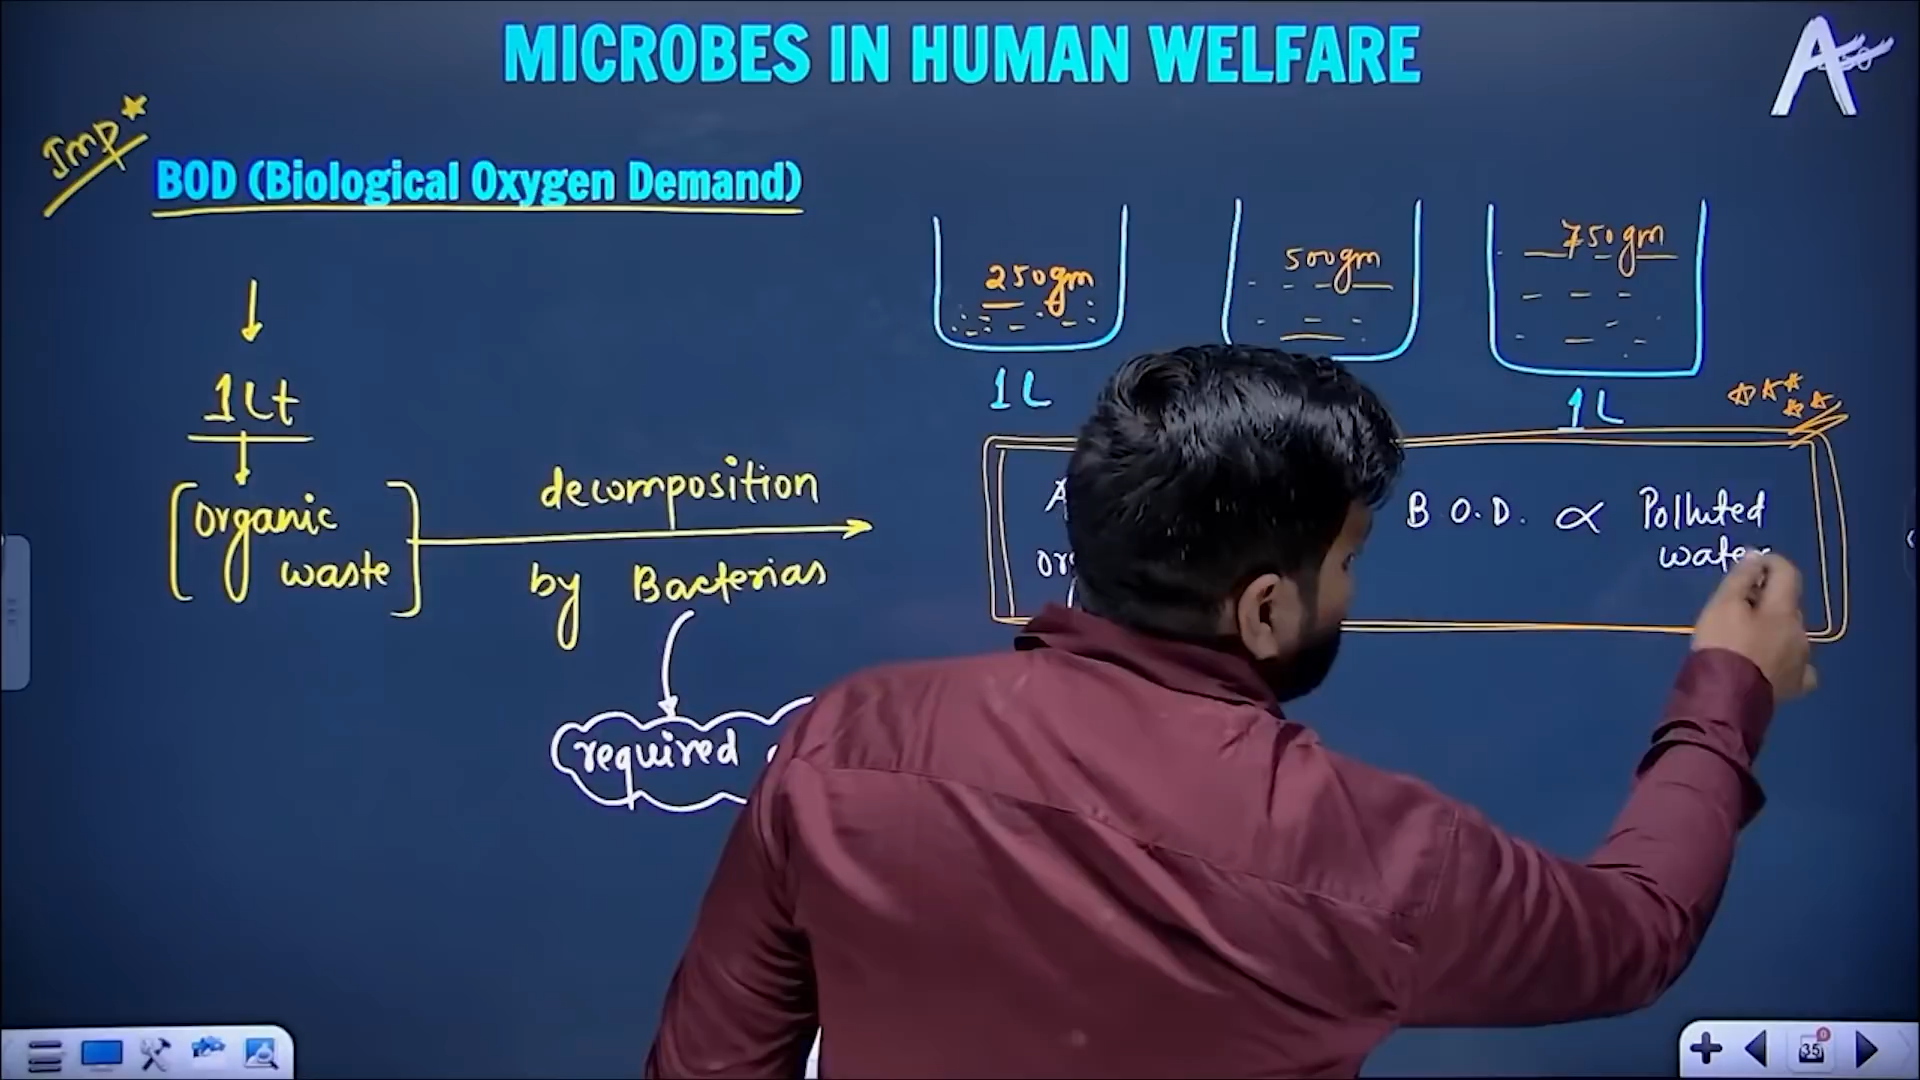 MICROBES IN HUMAN WELFARE
Imp
BOD (Biological Oxygen Demand)
250gm
500gm
750gm
1L
1L
1Lt
organic
waste
decomposition
by Bacterias
required
B O.D. ∝ Polluted
water
35